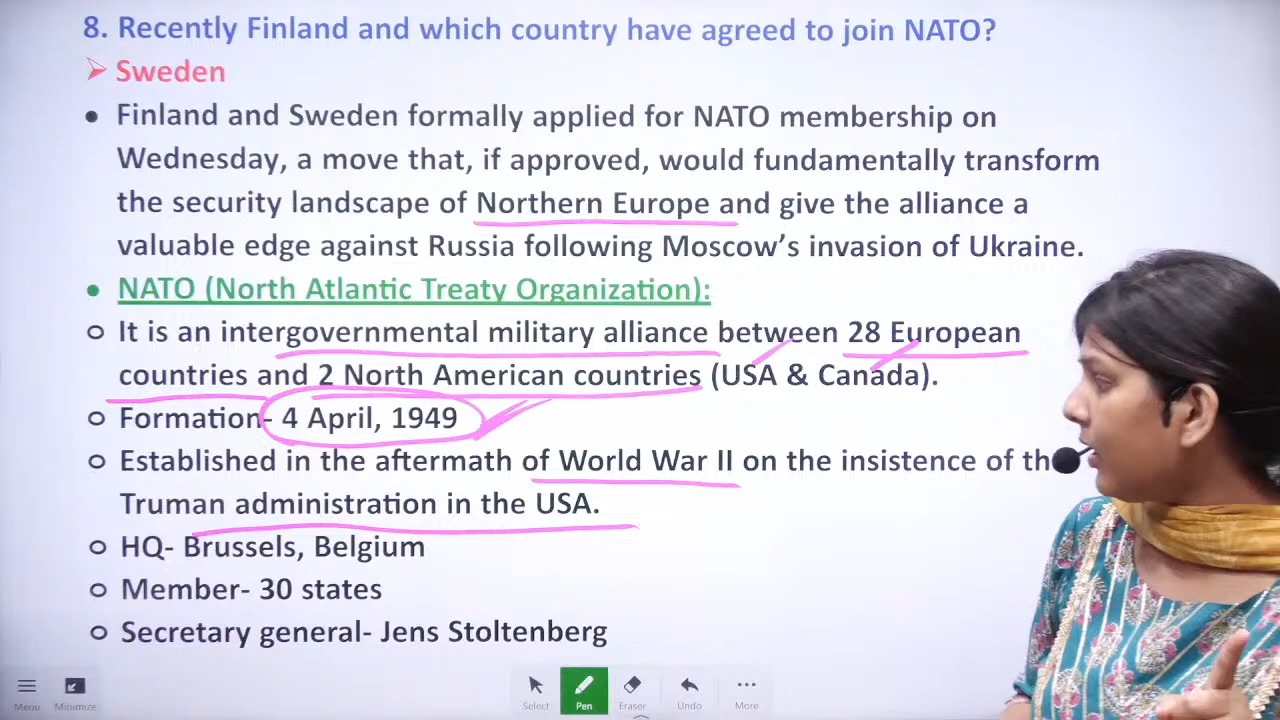 8. Recently Finland and which country have agreed to join NATO?
➢ Sweden
• Finland and Sweden formally applied for NATO membership on
Wednesday, a move that, if approved, would fundamentally transform
the security landscape of Northern Europe and give the alliance a
valuable edge against Russia following Moscow’s invasion of Ukraine.
• NATO (North Atlantic Treaty Organization):
o It is an intergovernmental military alliance between 28 European
countries and 2 North American countries (USA & Canada).
o Formation- 4 April, 1949
o Established in the aftermath of World War II on the insistence of th
Truman administration in the USA.
o HQ- Brussels, Belgium
o Member- 30 states
o Secretary general- Jens Stoltenberg
Menu Minimize Select Pen Eraser Undo More